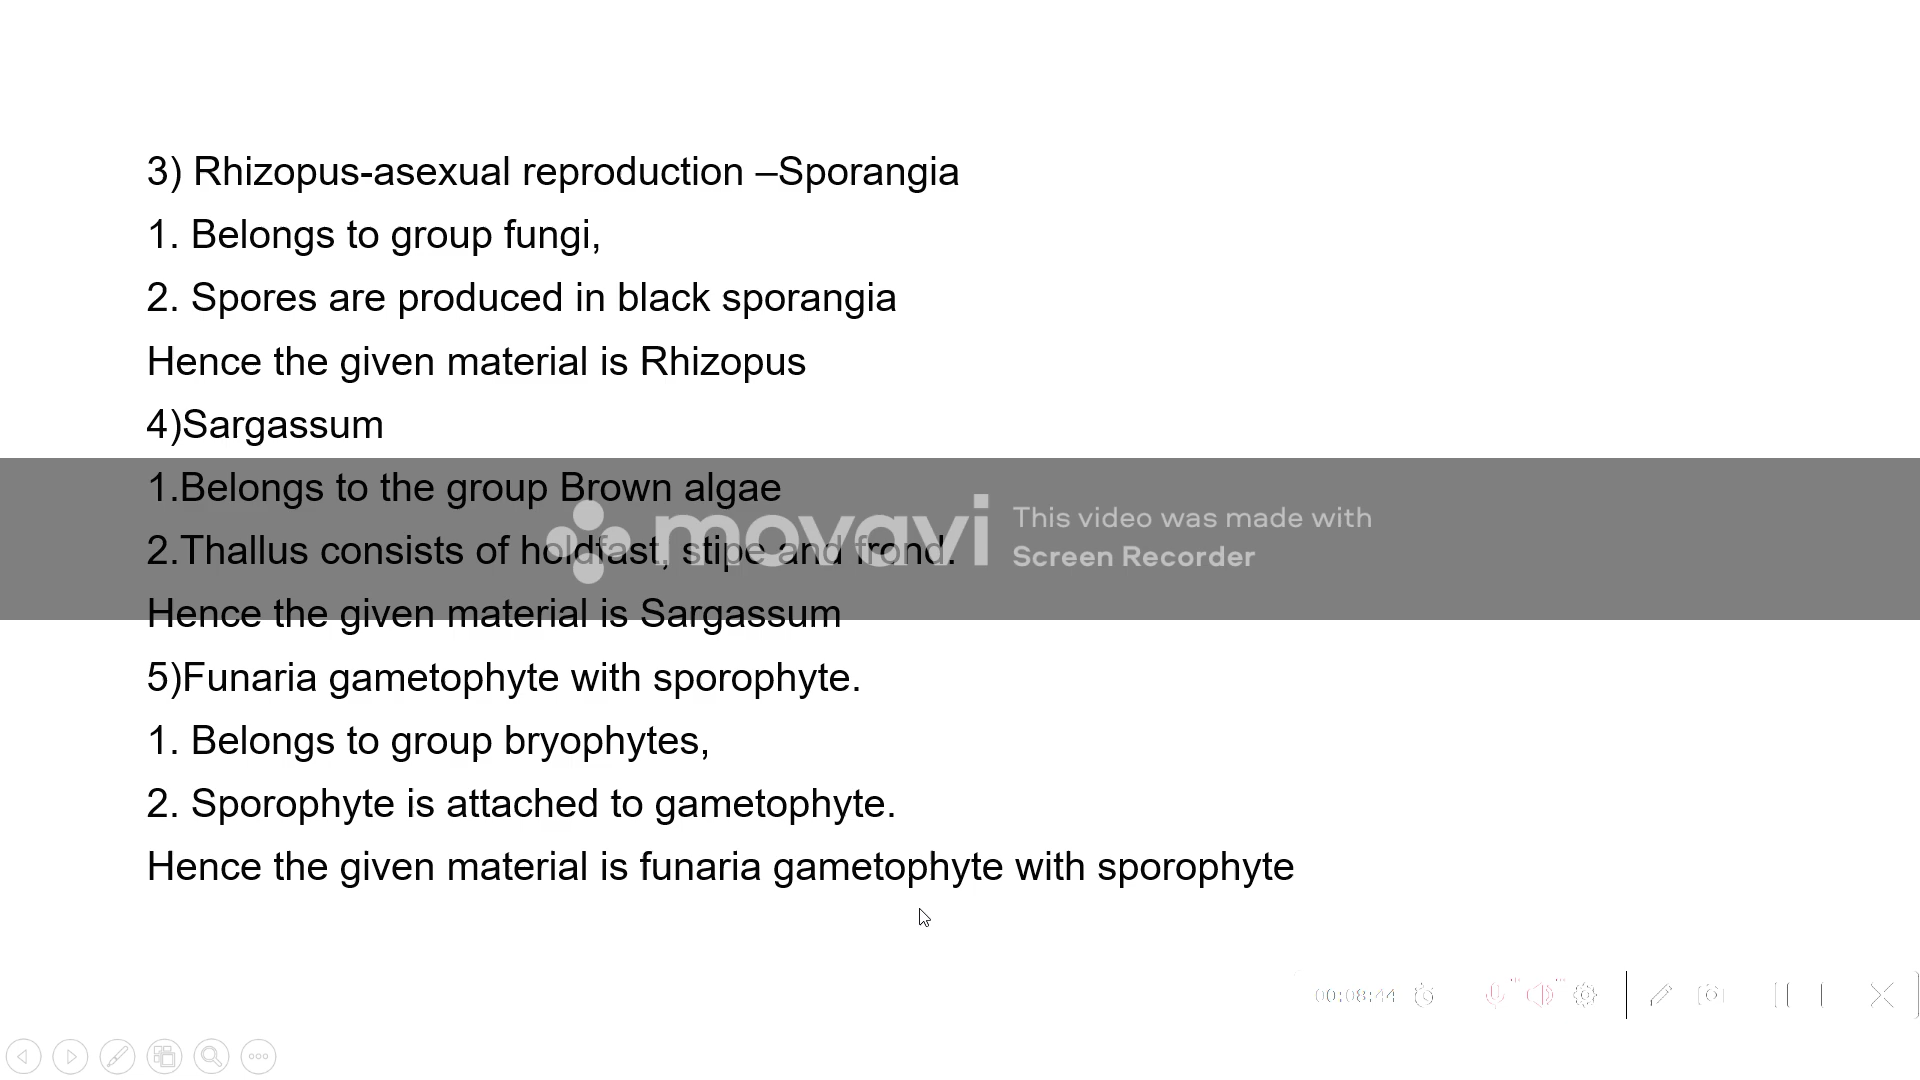 3) Rhizopus-asexual reproduction –Sporangia
1. Belongs to group fungi,
2. Spores are produced in black sporangia
Hence the given material is Rhizopus
4)Sargassum
1.Belongs to the group Brown algae
2.Thallus consists of holdfast, stipe and frond.
movavi
This video was made with
Screen Recorder
Hence the given material is Sargassum
5)Funaria gametophyte with sporophyte.
1. Belongs to group bryophytes,
2. Sporophyte is attached to gametophyte.
Hence the given material is funaria gametophyte with sporophyte
00:08:44